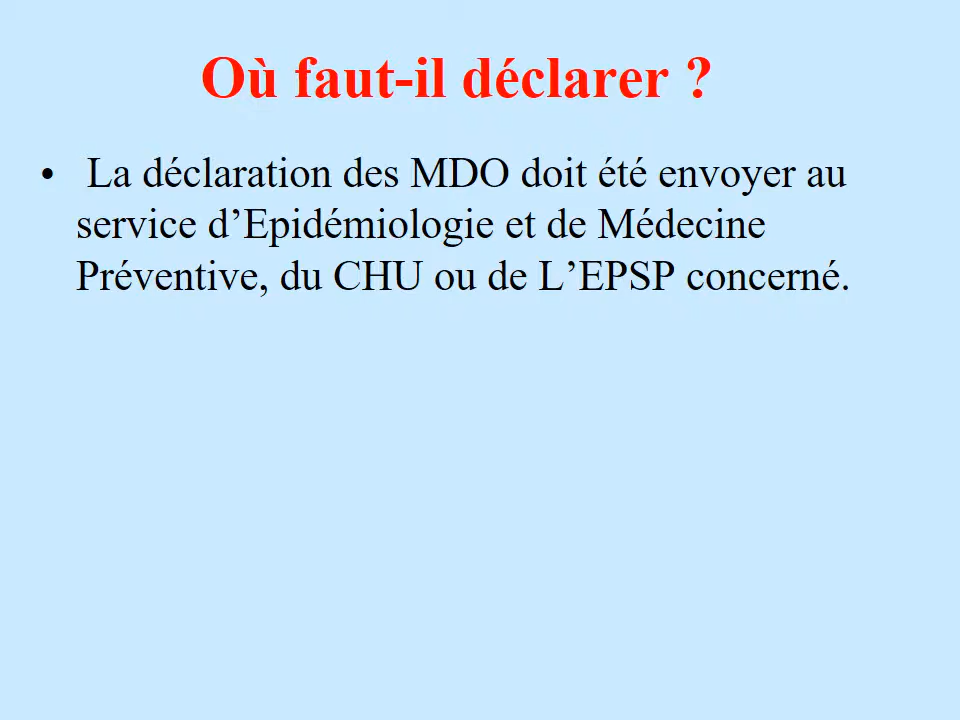 Où faut-il déclarer ?
• La déclaration des MDO doit été envoyer au
service d’Epidémiologie et de Médecine
Préventive, du CHU ou de L’EPSP concerné.